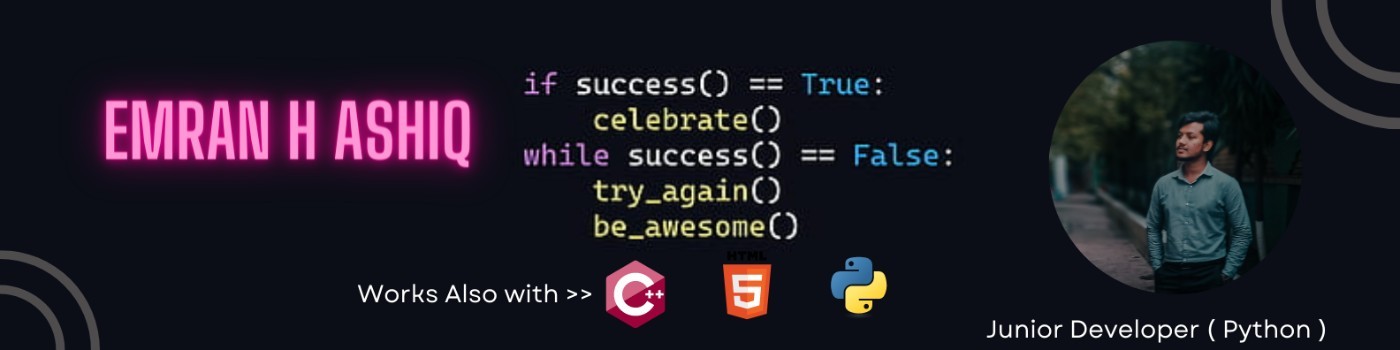 EMRAN H ASHIQ
if success() == True:
    celebrate()
while success() == False:
    try_again()
    be_awesome()
Works Also with >>
C++
HTML
5
Junior Developer ( Python )